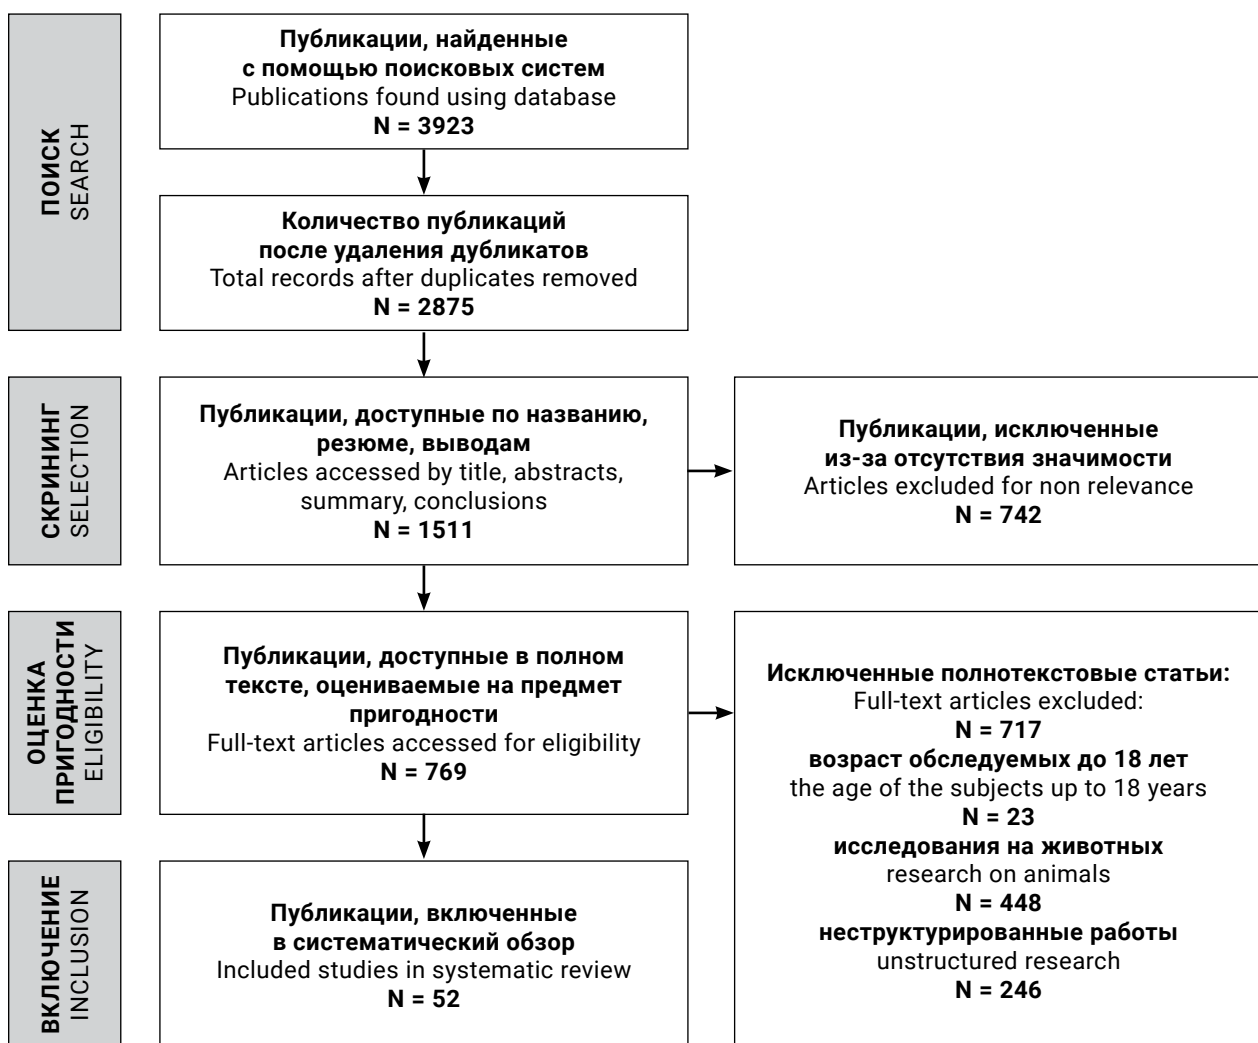 ПОИСК
SEARCH
Публикации, найденные
с помощью поисковых систем
Publications found using database
N = 3923
Количество публикаций
после удаления дубликатов
Total records after duplicates removed
N = 2875
СКРИНИНГ
SELECTION
Публикации, доступные по названию,
резюме, выводам
Articles accessed by title, abstracts,
summary, conclusions
N = 1511
Публикации, исключенные
из-за отсутствия значимости
Articles excluded for non relevance
N = 742
ОЦЕНКА
ПРИГОДНОСТИ
ELIGIBILITY
Публикации, доступные в полном
тексте, оцениваемые на предмет
пригодности
Full-text articles accessed for eligibility
N = 769
Исключенные полнотекстовые статьи:
Full-text articles excluded:
N = 717
возраст обследуемых до 18 лет
the age of the subjects up to 18 years
N = 23
исследования на животных
research on animals
N = 448
неструктурированные работы
unstructured research
N = 246
ВКЛЮЧЕНИЕ
INCLUSION
Публикации, включенные
в систематический обзор
Included studies in systematic review
N = 52